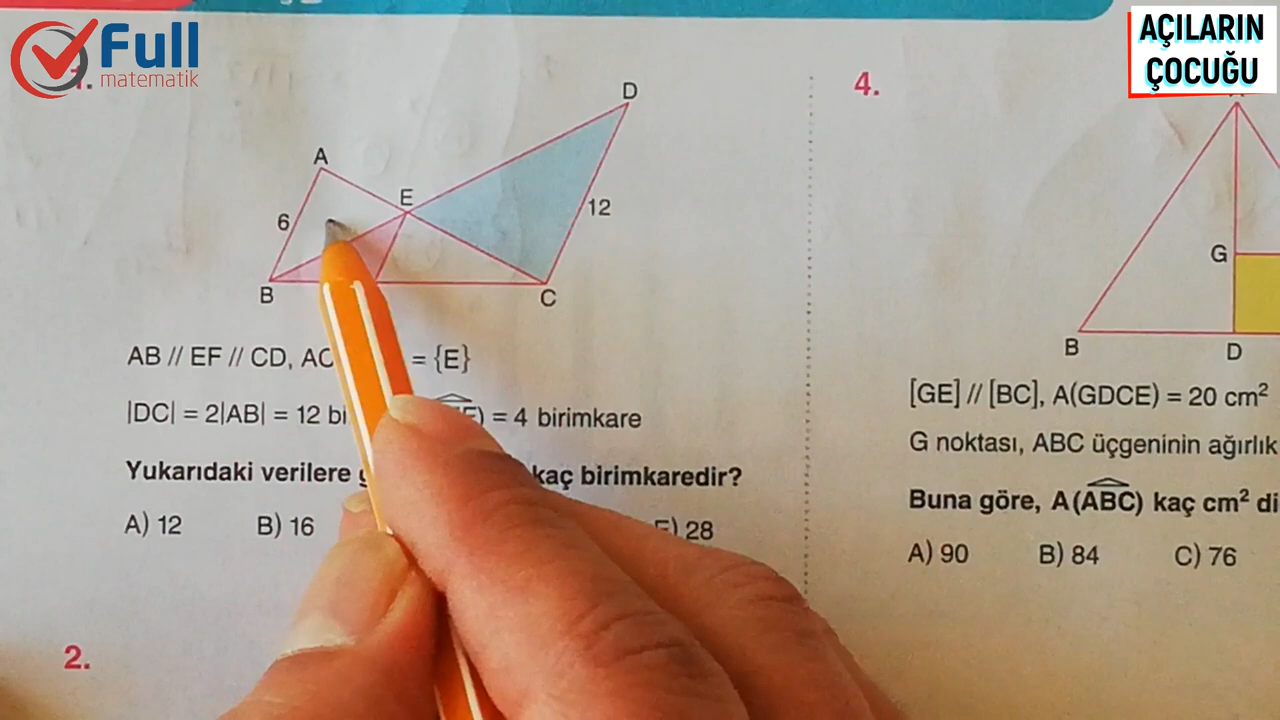 Full
matematik
AÇILARIN
ÇOCUĞU
1.
D
A
E
6
12
B
C
AB // EF // CD, AC = {E}
|DC| = 2|AB| = 12 = 4 birimkare
Yukarıdaki verilere kaç birimkaredir?
A) 12 B) 16 E) 28
2.
4.
G
B
D
[GE] // [BC], A(GDCE) = 20 cm²
G noktası, ABC üçgeninin ağırlık
Buna göre, A(ABC) kaç cm² di
A) 90 B) 84 C) 76